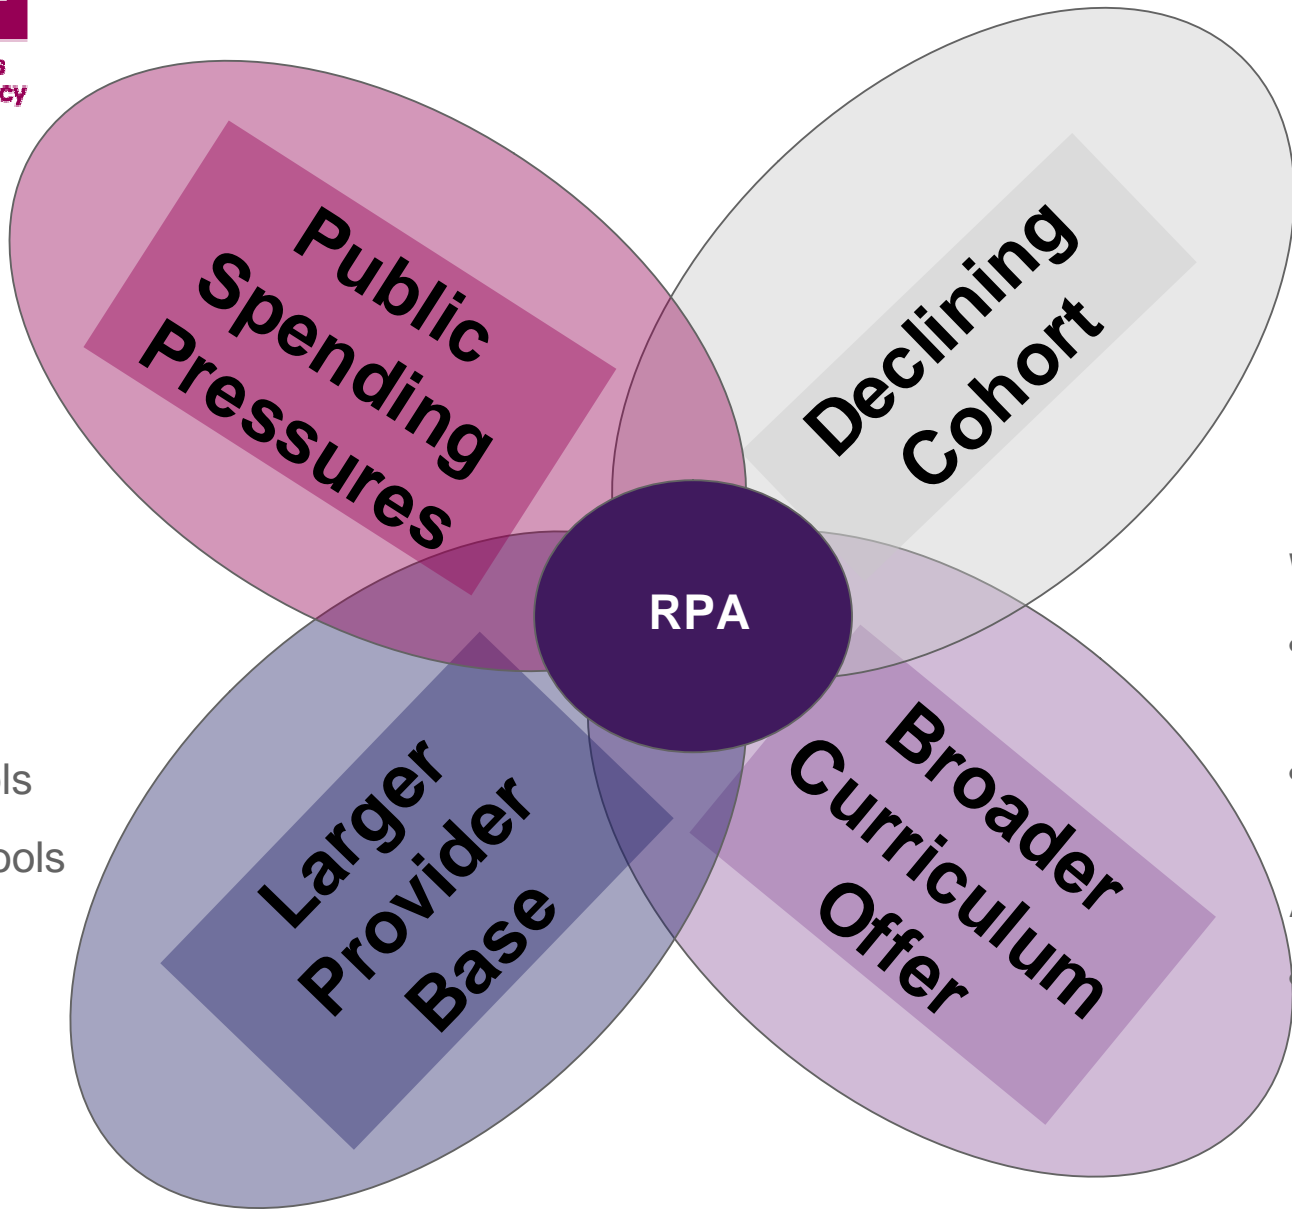 Public
Spending
Pressures
Declining
Cohort
RPA
Larger
Provider
Base
Broader
Curriculum
Offer